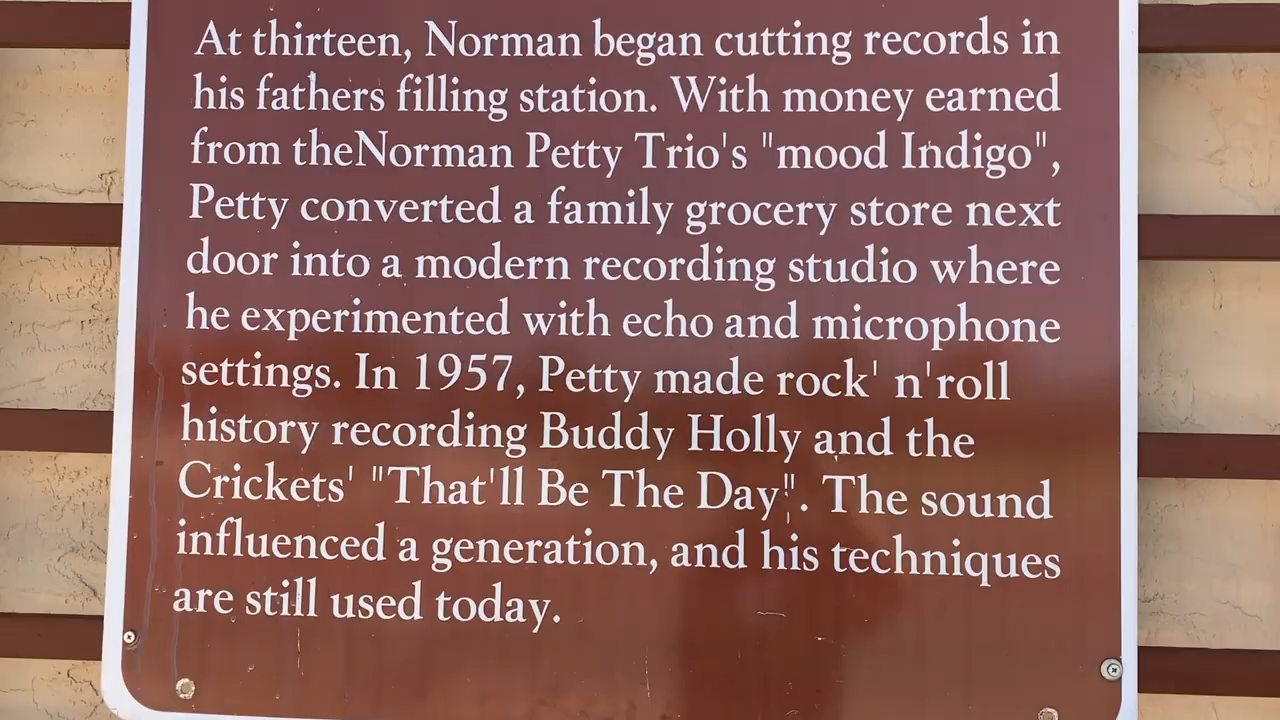 At thirteen, Norman began cutting records in
his fathers filling station. With money earned
from theNorman Petty Trio's "mood Indigo",
Petty converted a family grocery store next
door into a modern recording studio where
he experimented with echo and microphone
settings. In 1957, Petty made rock' n'roll
history recording Buddy Holly and the
Crickets' "That'll Be The Day". The sound
influenced a generation, and his techniques
are still used today.